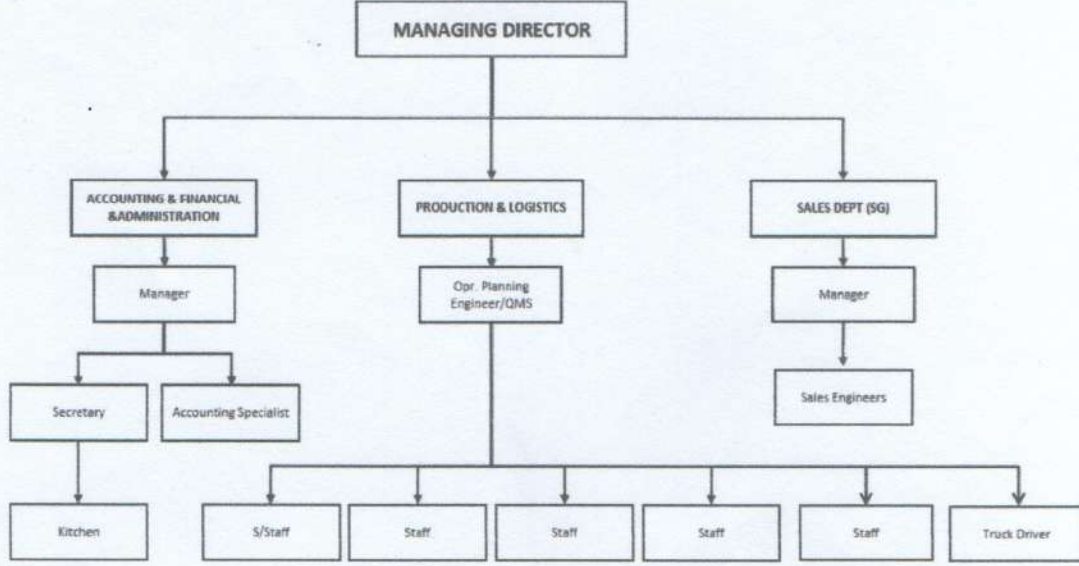 MANAGING DIRECTOR
ACCOUNTING & FINANCIAL
&ADMINISTRATION
PRODUCTION & LOGISTICS
SALES DEPT (SG)
Manager
Opr. Planning
Engineer/QMS
Manager
Secretary
Accounting Specialist
Sales Engineers
Kitchen
S/Staff
Staff
Staff
Staff
Staff
Truck Driver